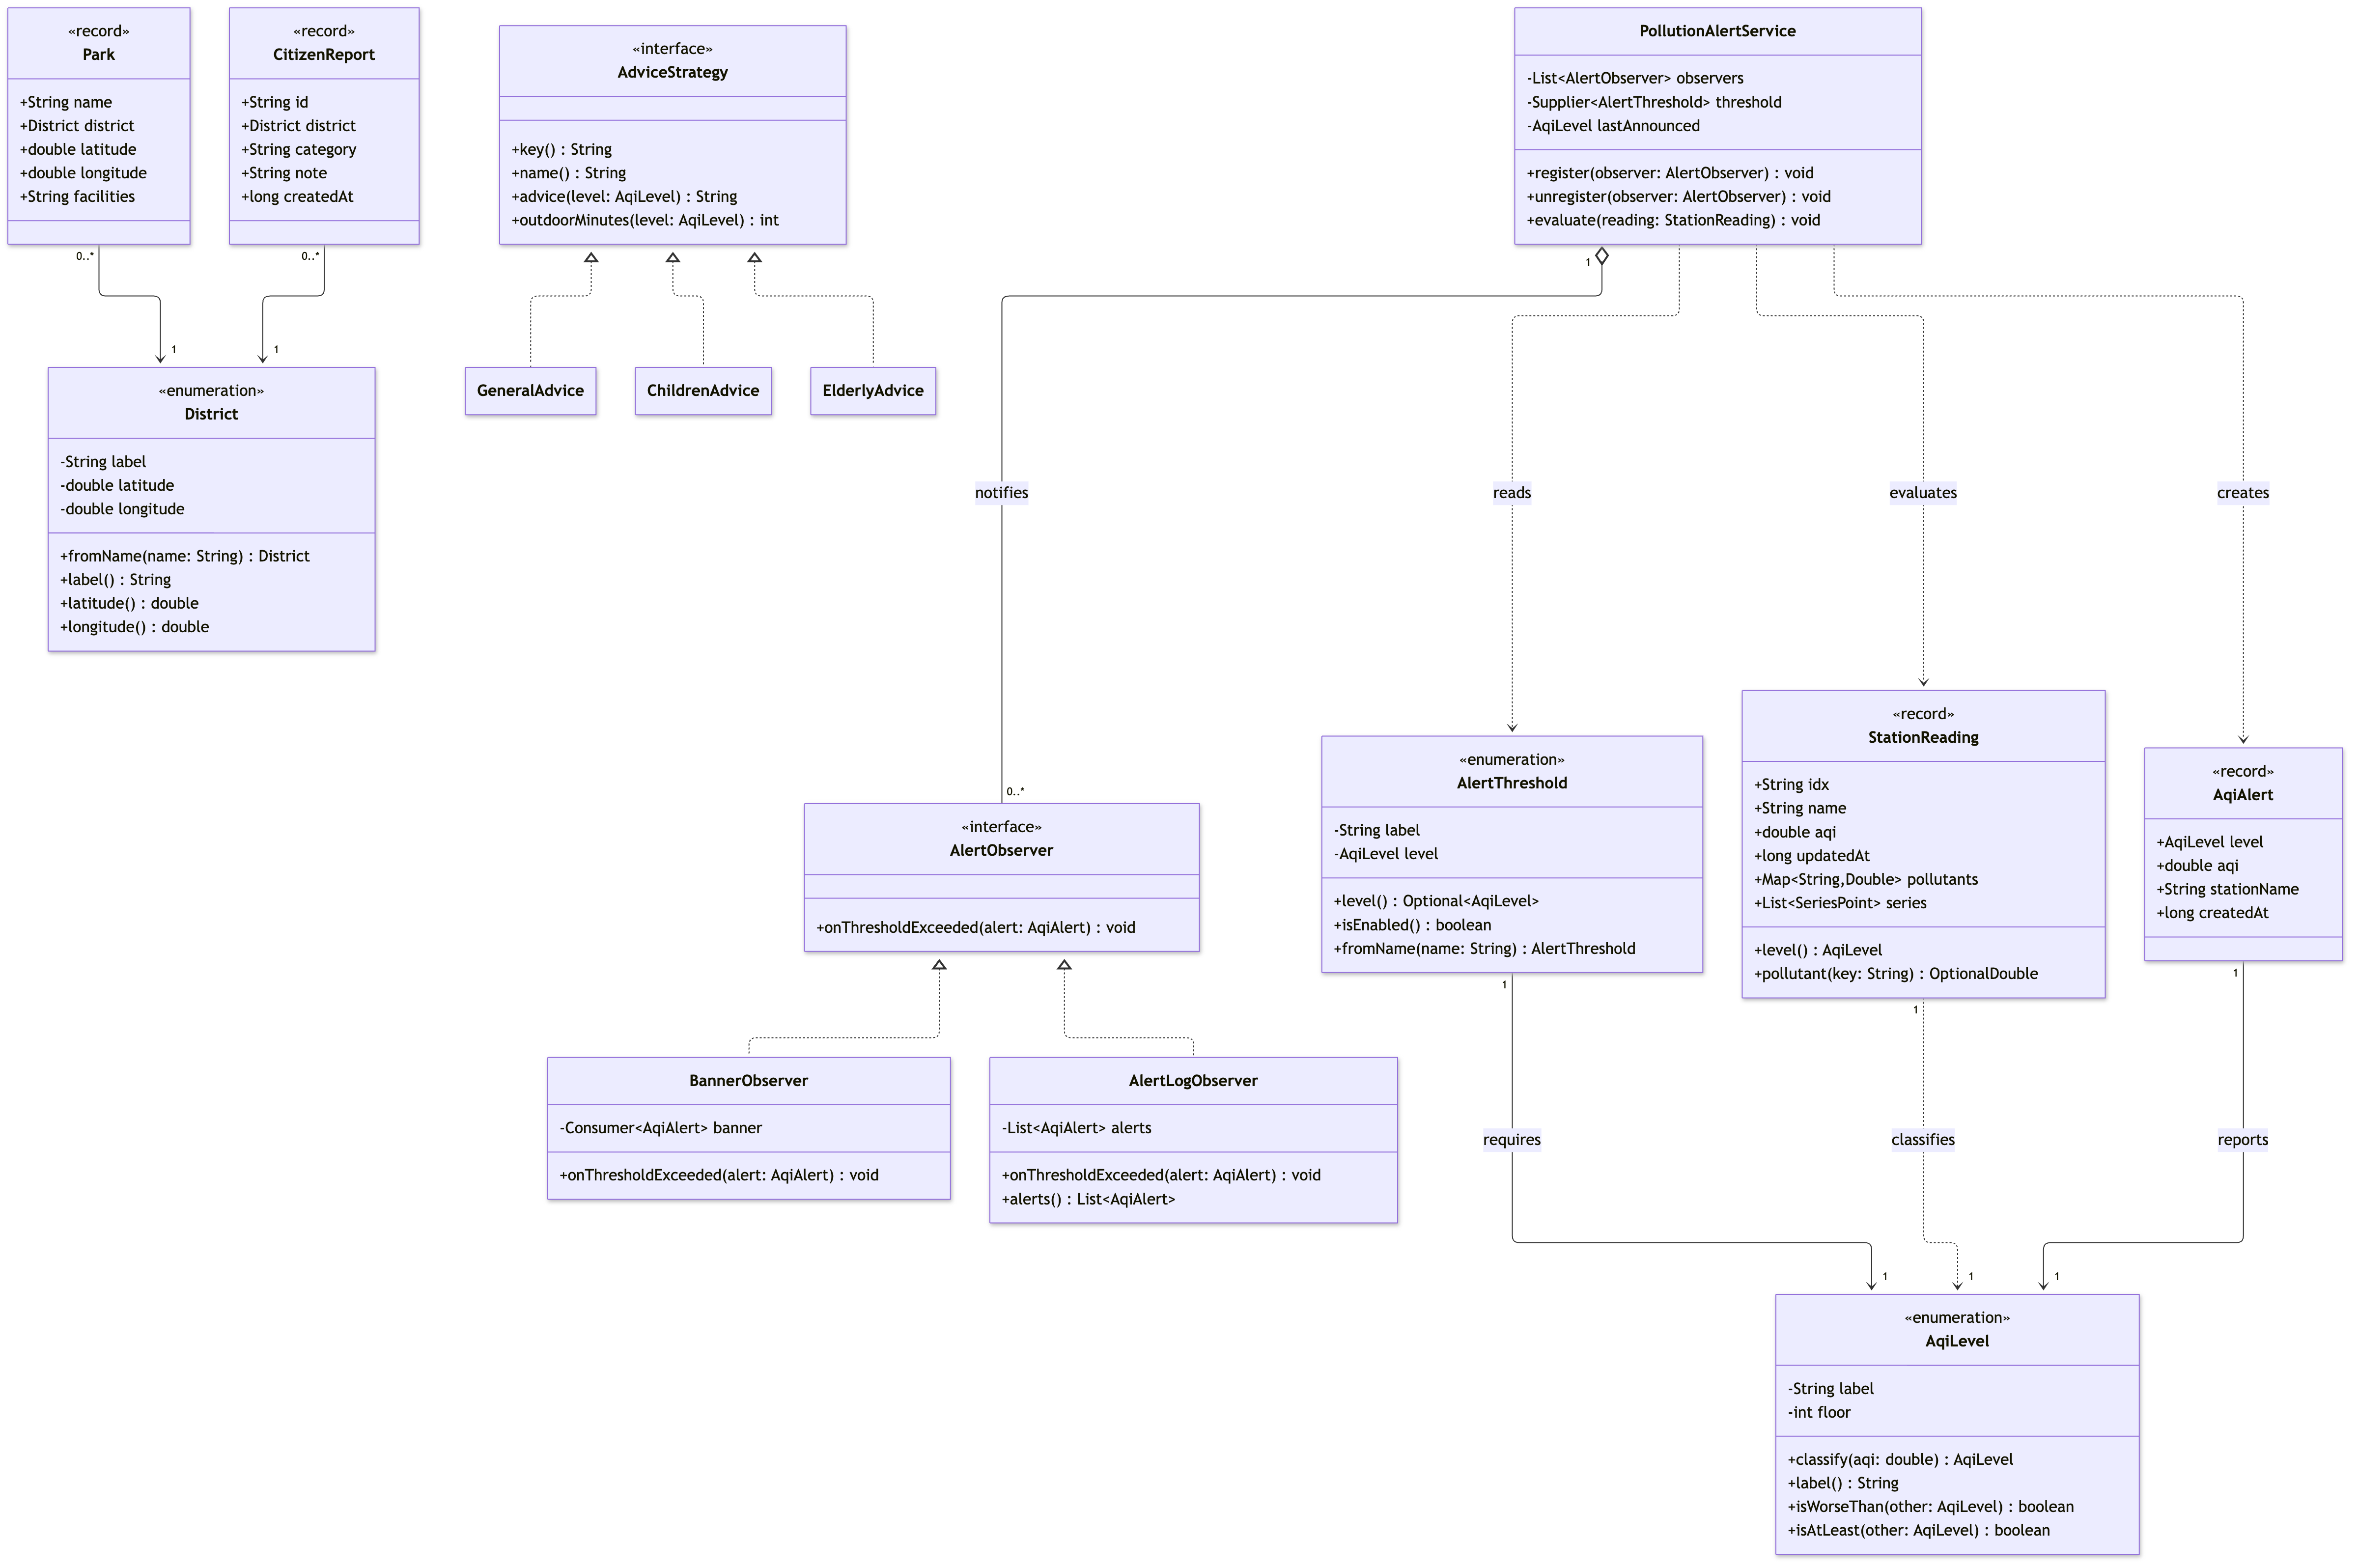 «record»
Park
+String name
+District district
+double latitude
+double longitude
+String facilities
«record»
CitizenReport
+String id
+District district
+String category
+String note
+long createdAt
«interface»
AdviceStrategy
+key() : String
+name() : String
+advice(level: AqiLevel) : String
+outdoorMinutes(level: AqiLevel) : int
PollutionAlertService
-List<AlertObserver> observers
-Supplier<AlertThreshold> threshold
-AqiLevel lastAnnounced
+register(observer: AlertObserver) : void
+unregister(observer: AlertObserver) : void
+evaluate(reading: StationReading) : void
0..*
0..*
1
1
1
«enumeration»
District
-String label
-double latitude
-double longitude
+fromName(name: String) : District
+label() : String
+latitude() : double
+longitude() : double
GeneralAdvice
ChildrenAdvice
ElderlyAdvice
notifies
reads
evaluates
creates
0..*
«interface»
AlertObserver
+onThresholdExceeded(alert: AqiAlert) : void
«enumeration»
AlertThreshold
-String label
-AqiLevel level
+level() : Optional<AqiLevel>
+isEnabled() : boolean
+fromName(name: String) : AlertThreshold
«record»
StationReading
+String idx
+String name
+double aqi
+long updatedAt
+Map<String,Double> pollutants
+List<SeriesPoint> series
+level() : AqiLevel
+pollutant(key: String) : OptionalDouble
«record»
AqiAlert
+AqiLevel level
+double aqi
+String stationName
+long createdAt
1
1
1
BannerObserver
-Consumer<AqiAlert> banner
+onThresholdExceeded(alert: AqiAlert) : void
AlertLogObserver
-List<AqiAlert> alerts
+onThresholdExceeded(alert: AqiAlert) : void
+alerts() : List<AqiAlert>
requires
classifies
reports
1
1
1
«enumeration»
AqiLevel
-String label
-int floor
+classify(aqi: double) : AqiLevel
+label() : String
+isWorseThan(other: AqiLevel) : boolean
+isAtLeast(other: AqiLevel) : boolean